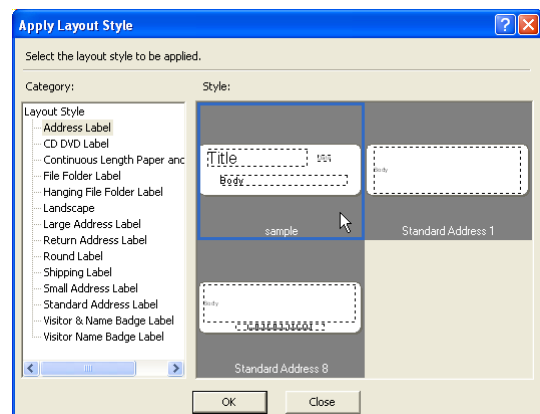 Apply Layout Style
Select the layout style to be applied.
Category:
Style:
Layout Style
Address Label
CD DVD Label
Continuous Length Paper anc
File Folder Label
Hanging File Folder Label
Landscape
Large Address Label
Return Address Label
Round Label
Shipping Label
Small Address Label
Standard Address Label
Visitor & Name Badge Label
Visitor Name Badge Label
Title
Body
sample
Body
Standard Address 1
Body
Standard Address 8
OK
Close